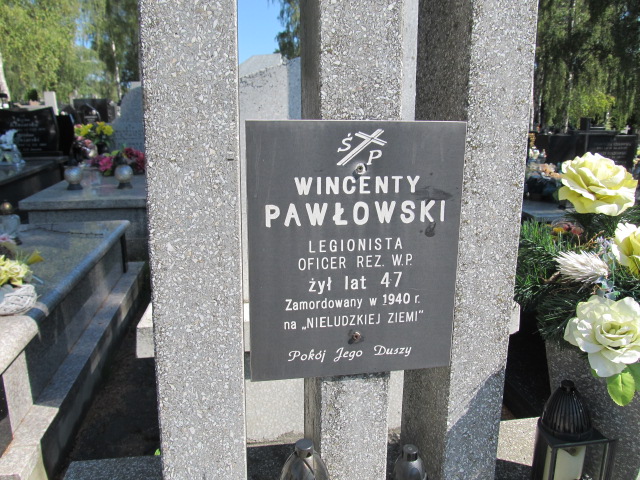 Ś P
WINCENTY
PAWŁOWSKI
LEGIONISTA
OFICER REZ. W.P.
żył lat 47
Zamordowany w 1940 r.
na „NIELUDZKIEJ ZIEMI”
Pokój Jego Duszy